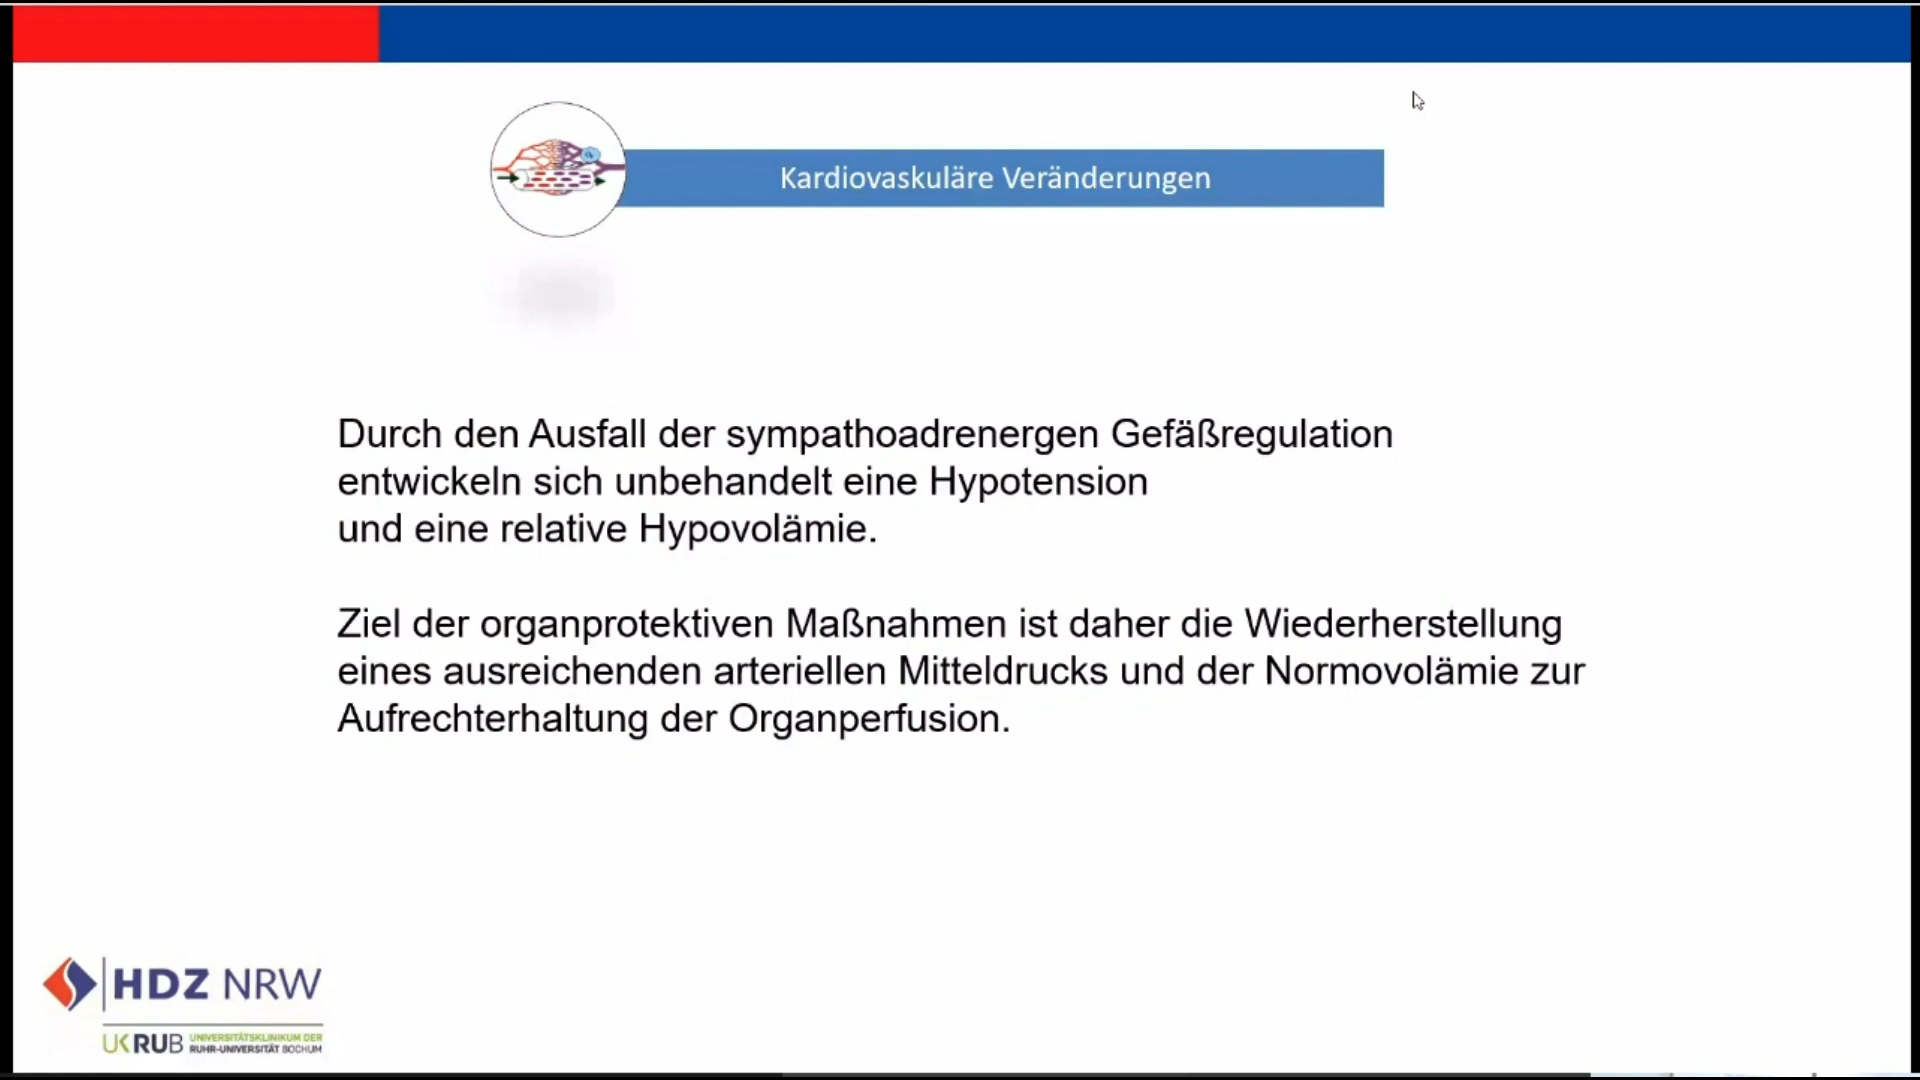 Kardiovaskuläre Veränderungen
Durch den Ausfall der sympathoadrenergen Gefäßregulation
entwickeln sich unbehandelt eine Hypotension
und eine relative Hypovolämie.
Ziel der organprotektiven Maßnahmen ist daher die Wiederherstellung
eines ausreichenden arteriellen Mitteldrucks und der Normovolämie zur
Aufrechterhaltung der Organperfusion.
HDZ NRW
UK RUB UNIVERSITÄTSKLINIKUM DER
RUHR-UNIVERSITÄT BOCHUM